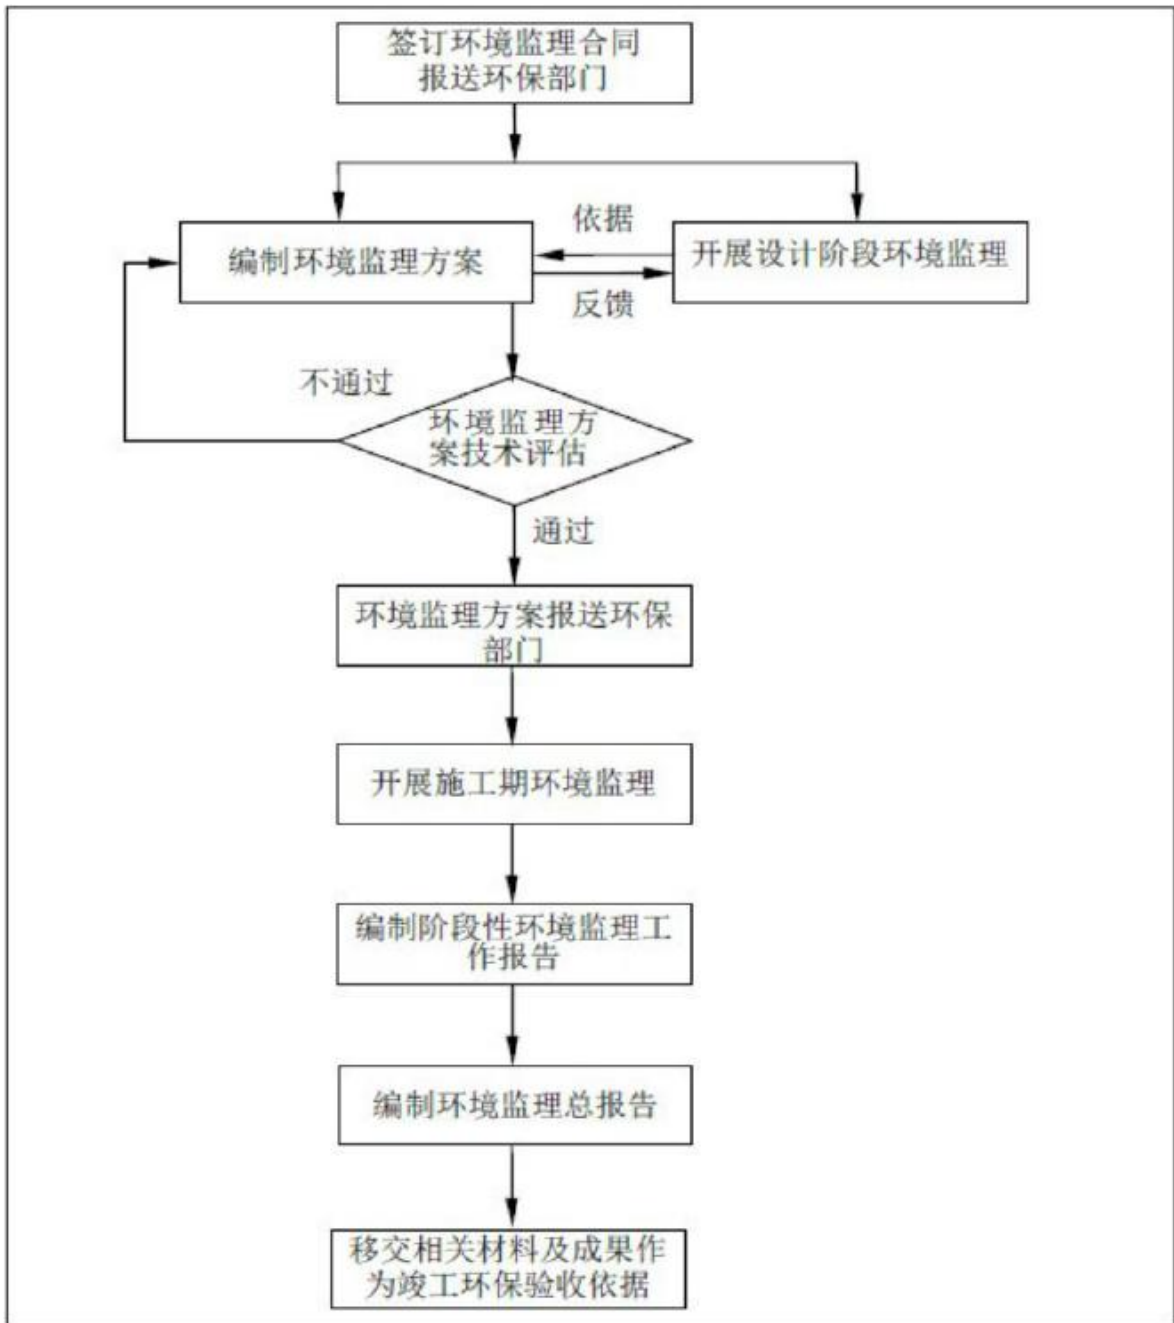 签订环境监理合同
报送环保部门
依据
编制环境监理方案
开展设计阶段环境监理
反馈
不通过
环境监理方
案技术评估
通过
环境监理方案报送环保
部门
开展施工期环境监理
编制阶段性环境监理工
作报告
编制环境监理总报告
移交相关材料及成果作
为竣工环保验收依据